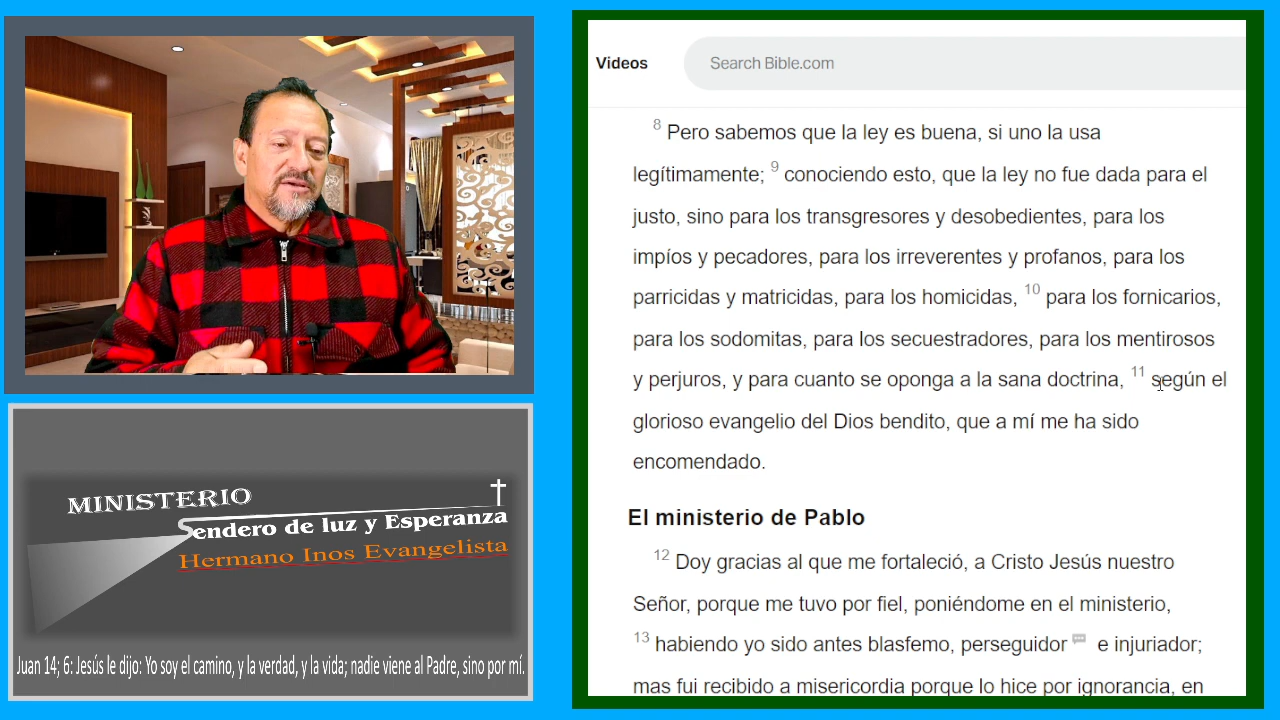 Videos
Search Bible.com
8 Pero sabemos que la ley es buena, si uno la usa
legítimamente; 9 conociendo esto, que la ley no fue dada para el
justo, sino para los transgresores y desobedientes, para los
impíos y pecadores, para los irreverentes y profanos, para los
parricidas y matricidas, para los homicidas, 10 para los fornicarios,
para los sodomitas, para los secuestradores, para los mentirosos
y perjuros, y para cuanto se oponga a la sana doctrina, 11 según el
glorioso evangelio del Dios bendito, que a mí me ha sido
encomendado.
El ministerio de Pablo
12 Doy gracias al que me fortaleció, a Cristo Jesús nuestro
Señor, porque me tuvo por fiel, poniéndome en el ministerio,
13 habiendo yo sido antes blasfemo, perseguidor e injuriador;
mas fui recibido a misericordia porque lo hice por ignorancia, en
MINISTERIO
Sendero de luz y Esperanza
Hermano Inos Evangelista
Juan 14; 6: Jesús le dijo: Yo soy el camino, y la verdad, y la vida; nadie viene al Padre, sino por mí.